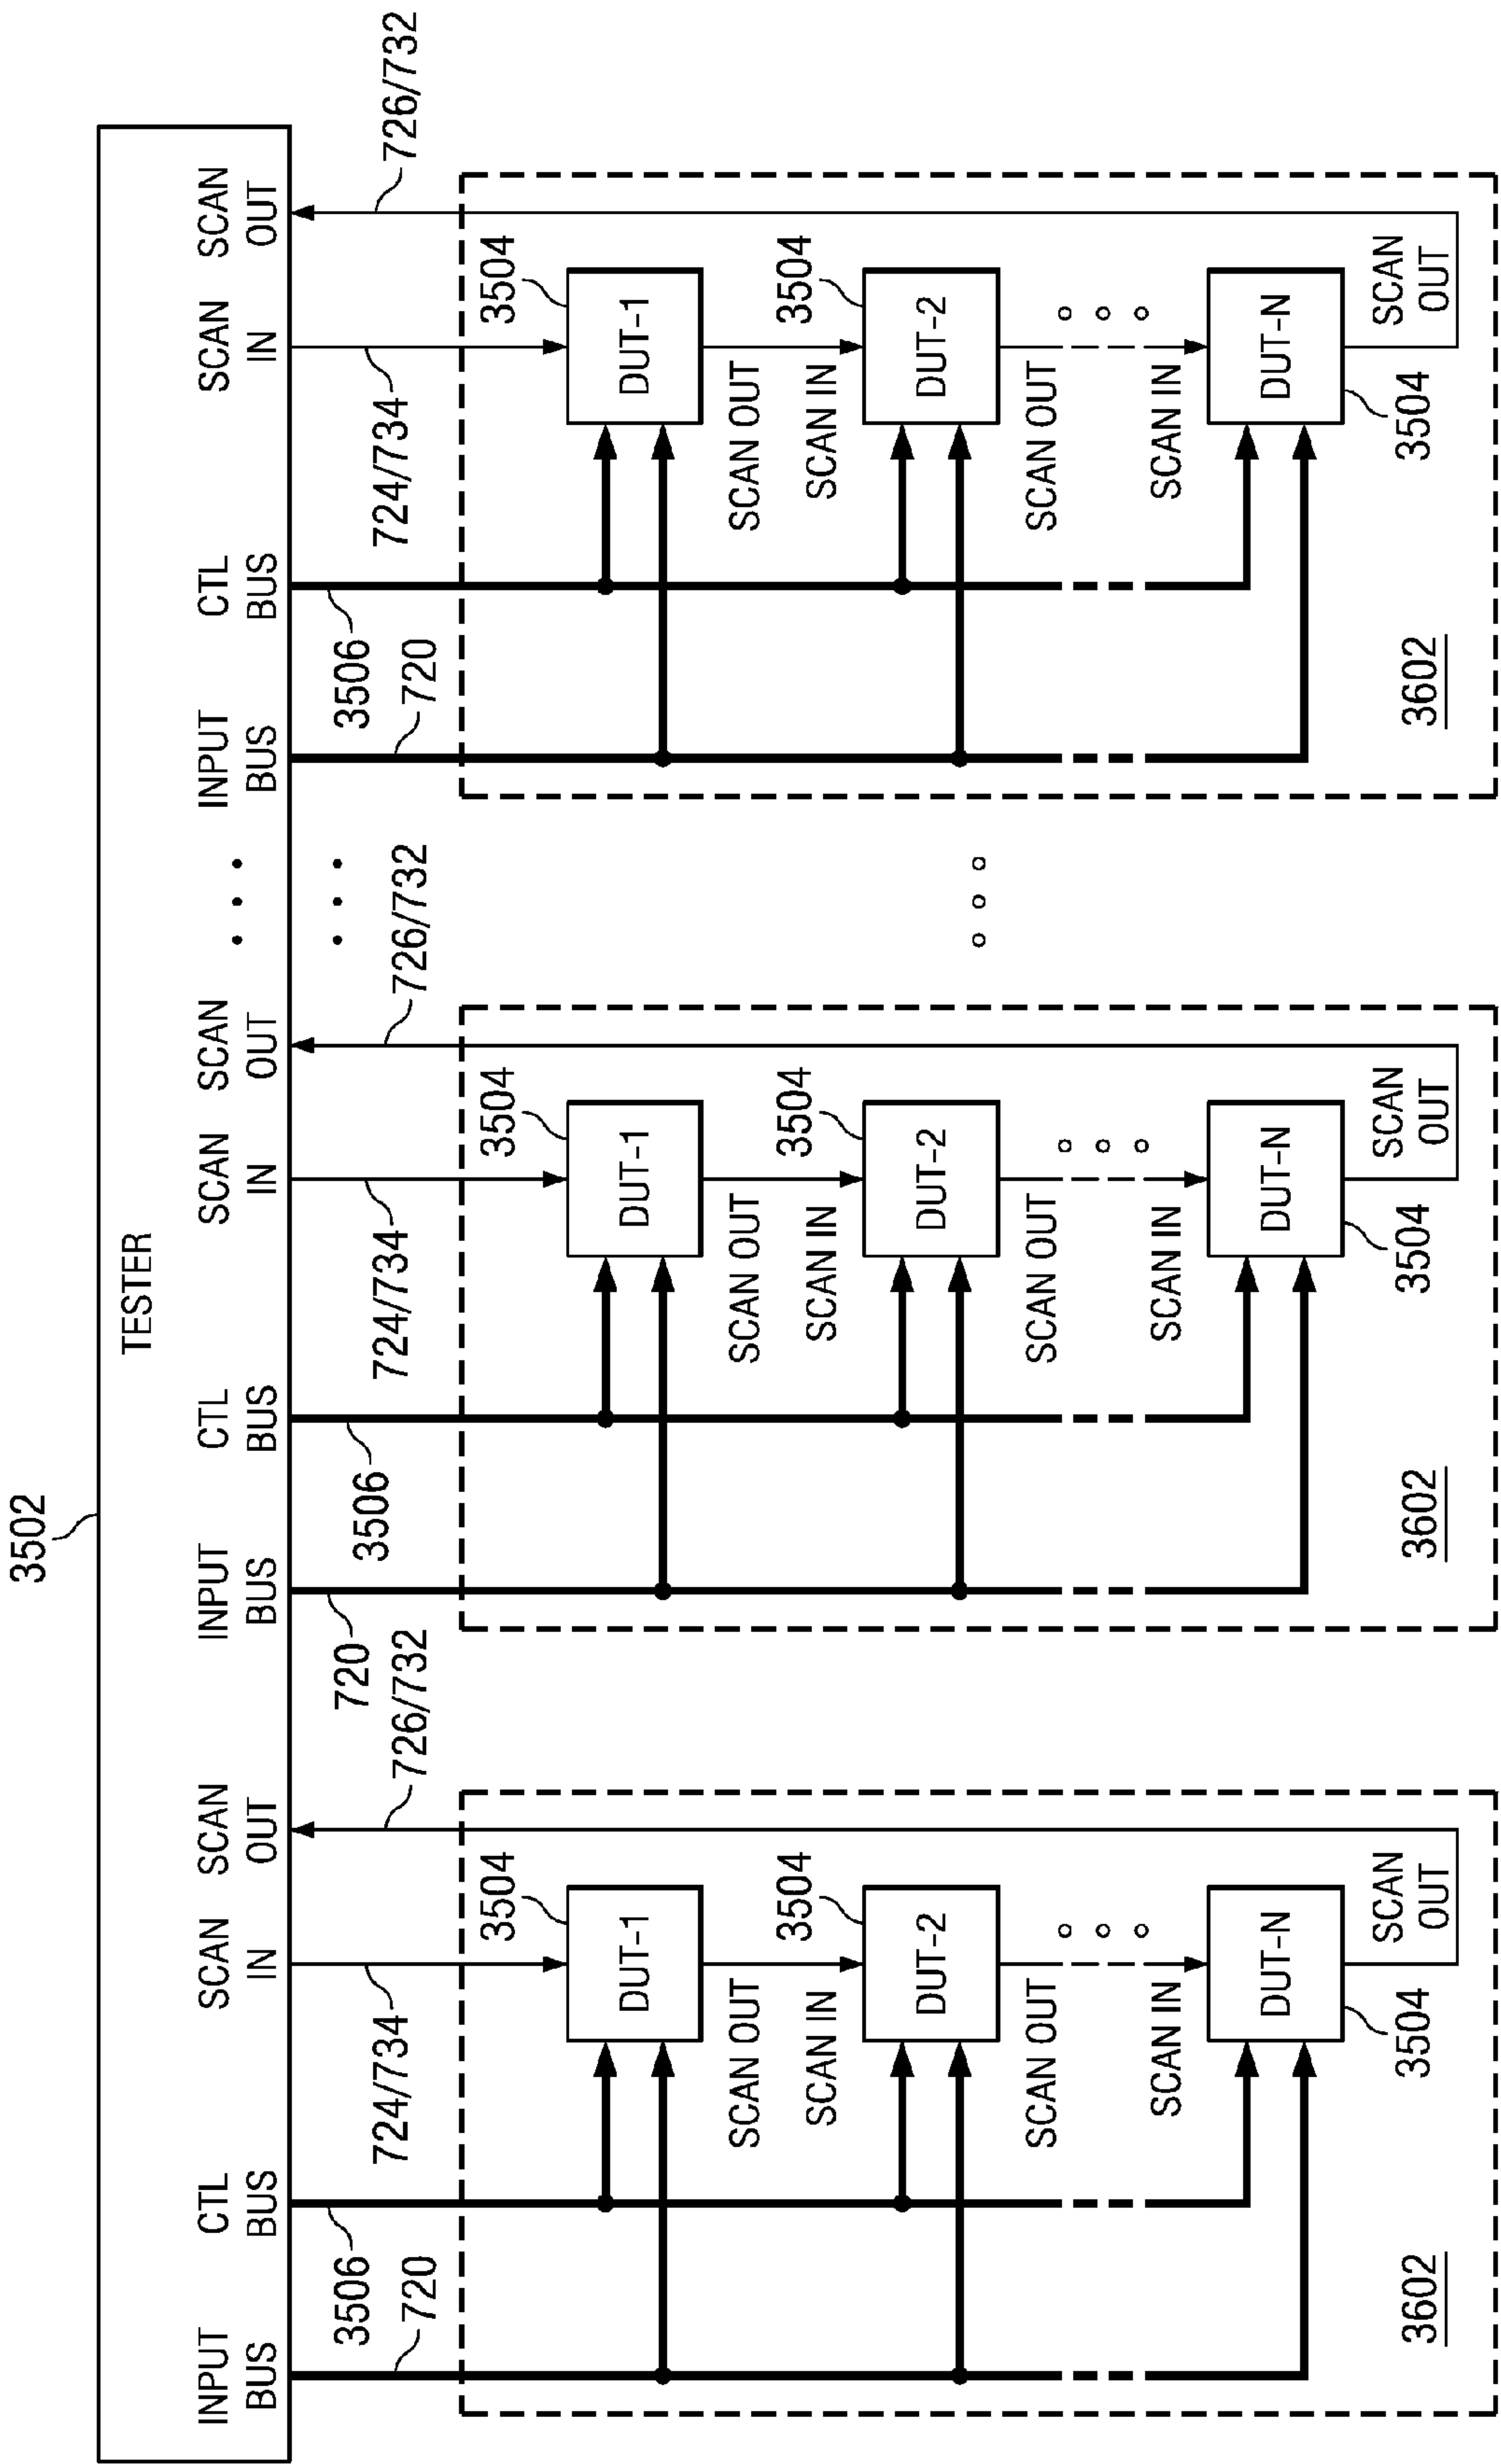 3502
TESTER
INPUT BUS
CTL BUS
SCAN IN
SCAN OUT
INPUT BUS
CTL BUS
SCAN IN
SCAN OUT
INPUT BUS
CTL BUS
SCAN IN
SCAN OUT
3506
720
724/734
726/732
3504
DUT-1
SCAN OUT
SCAN IN
3504
DUT-2
SCAN OUT
SCAN IN
DUT-N
3504
SCAN OUT
3602
720
3506
724/734
726/732
3504
DUT-1
SCAN OUT
SCAN IN
3504
DUT-2
SCAN OUT
SCAN IN
DUT-N
3504
SCAN OUT
3602
3506
720
724/734
726/732
3504
DUT-1
SCAN OUT
SCAN IN
3504
DUT-2
SCAN OUT
SCAN IN
DUT-N
3504
SCAN OUT
3602